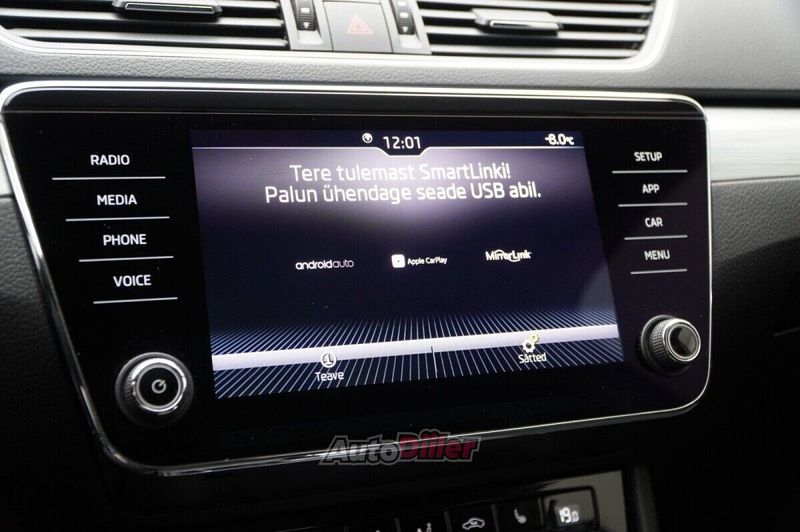 12:01
-8.0°C
RADIO
MEDIA
PHONE
VOICE
Tere tulemast SmartLinki!
Palun ühendage seade USB abil.
androidauto
Apple CarPlay
MirrorLink
Teave
Sätted
SETUP
APP
CAR
MENU
AutoDiller